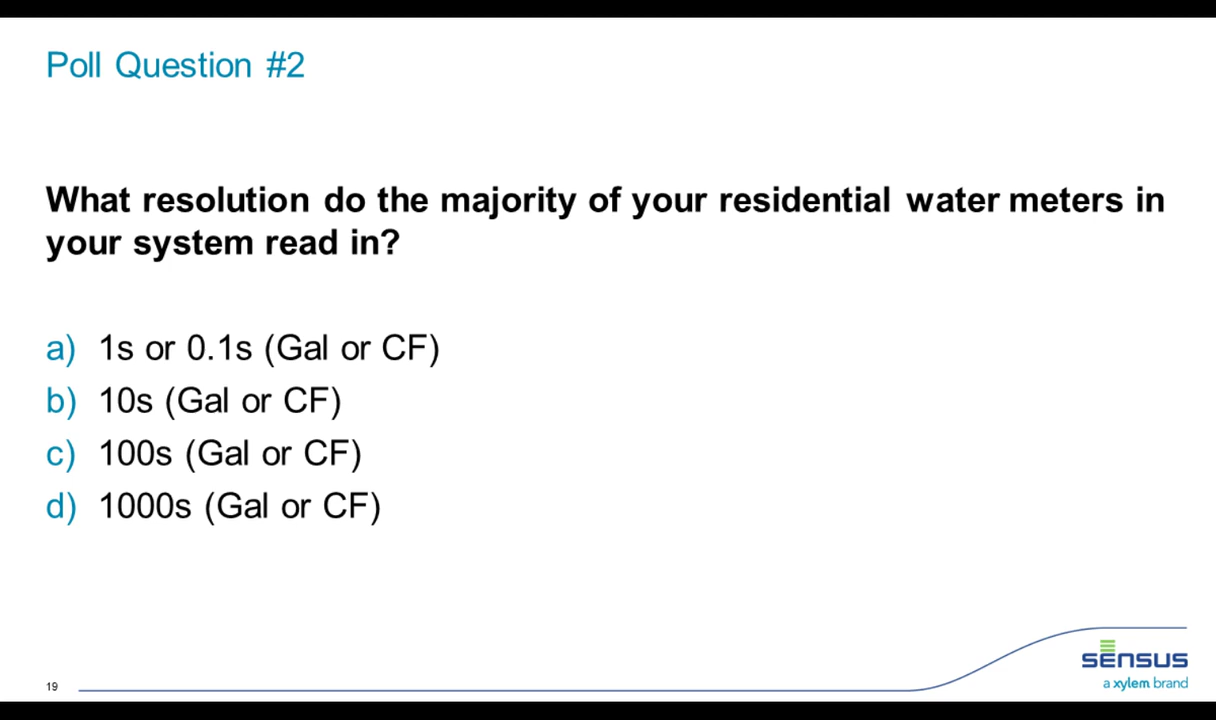 Poll Question #2
What resolution do the majority of your residential water meters in
your system read in?
a) 1s or 0.1s (Gal or CF)
b) 10s (Gal or CF)
c) 100s (Gal or CF)
d) 1000s (Gal or CF)
sensus
a xylem brand
19